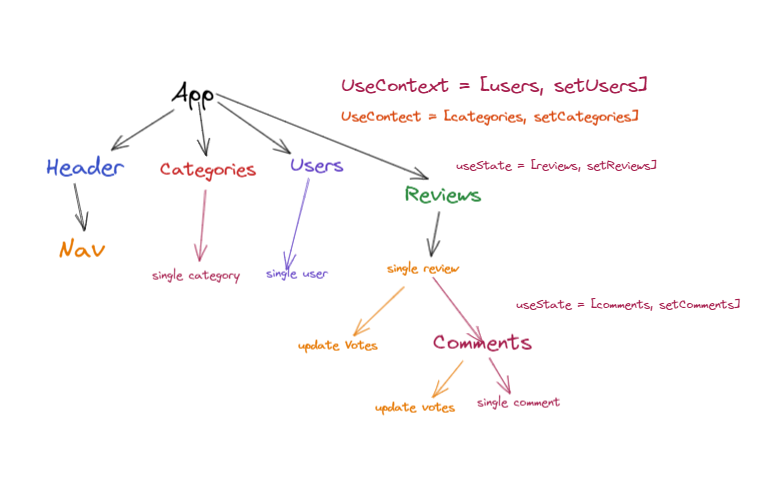 App
UseContext = [users, setUsers]
UseContect = [categories, setCategories]
Header
Categories
Users
useState = [reviews, setReviews]
Reviews
Nav
single category
single user
single review
useState = [comments, setComments]
update Votes
Comments
update votes
single comment